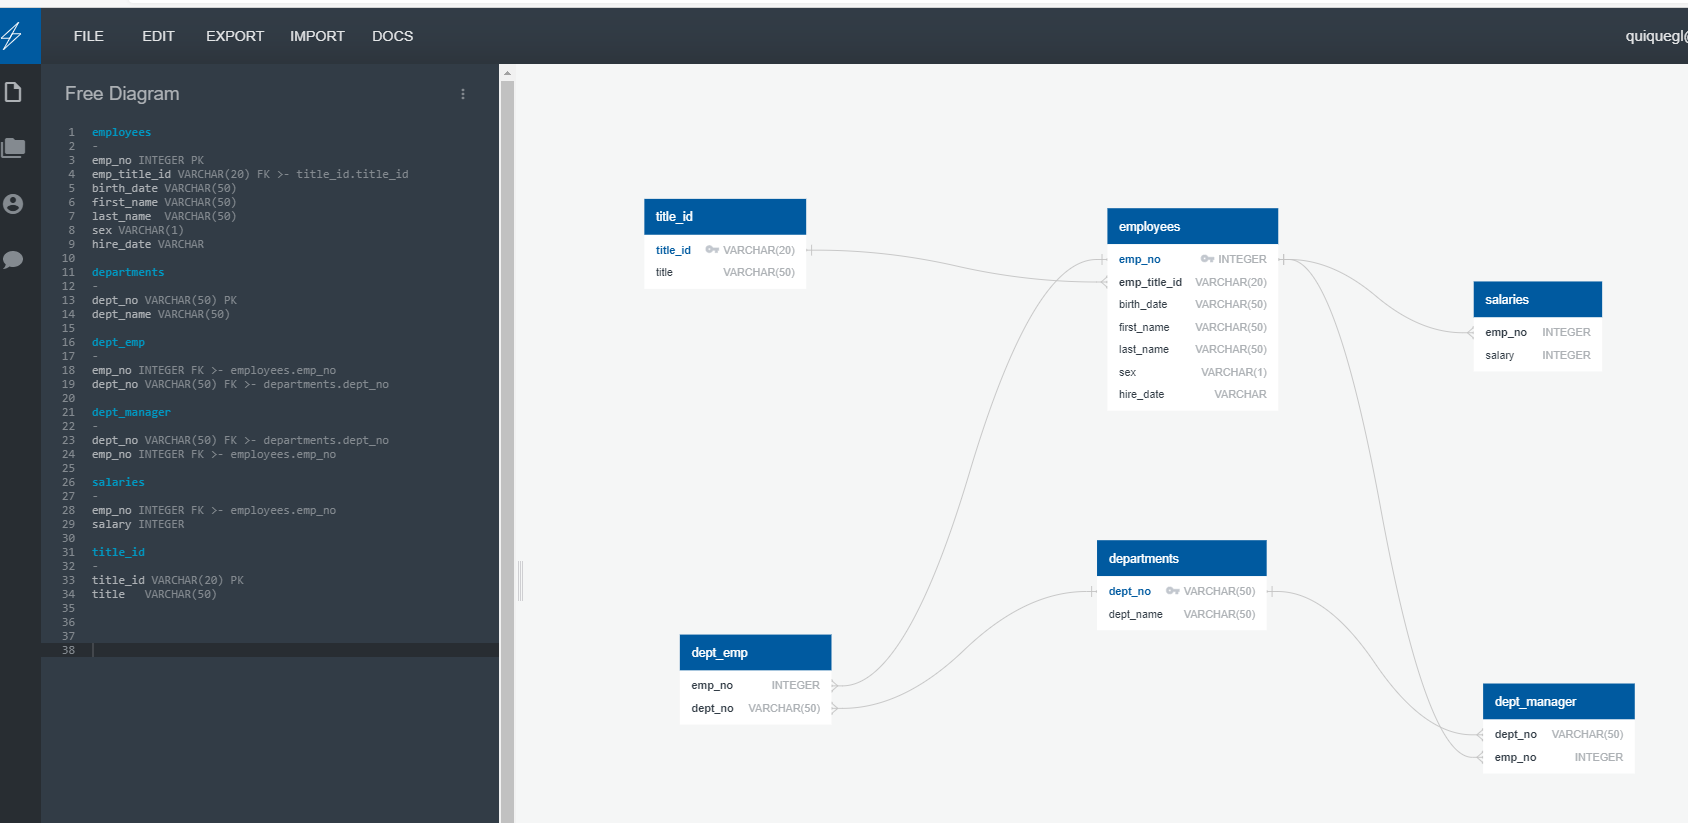 FILE EDIT EXPORT IMPORT DOCS
quiquegl@
Free Diagram
1 employees
2 -
3 emp_no INTEGER PK
4 emp_title_id VARCHAR(20) FK >- title_id.title_id
5 birth_date VARCHAR(50)
6 first_name VARCHAR(50)
7 last_name  VARCHAR(50)
8 sex VARCHAR(1)
9 hire_date VARCHAR
10
11 departments
12 -
13 dept_no VARCHAR(50) PK
14 dept_name VARCHAR(50)
15
16 dept_emp
17 -
18 emp_no INTEGER FK >- employees.emp_no
19 dept_no VARCHAR(50) FK >- departments.dept_no
20
21 dept_manager
22 -
23 dept_no VARCHAR(50) FK >- departments.dept_no
24 emp_no INTEGER FK >- employees.emp_no
25
26 salaries
27 -
28 emp_no INTEGER FK >- employees.emp_no
29 salary INTEGER
30
31 title_id
32 -
33 title_id VARCHAR(20) PK
34 title   VARCHAR(50)
35
36
37
38
title_id
title_id VARCHAR(20)
title VARCHAR(50)
employees
emp_no INTEGER
emp_title_id VARCHAR(20)
birth_date VARCHAR(50)
first_name VARCHAR(50)
last_name VARCHAR(50)
sex VARCHAR(1)
hire_date VARCHAR
salaries
emp_no INTEGER
salary INTEGER
departments
dept_no VARCHAR(50)
dept_name VARCHAR(50)
dept_emp
emp_no INTEGER
dept_no VARCHAR(50)
dept_manager
dept_no VARCHAR(50)
emp_no INTEGER